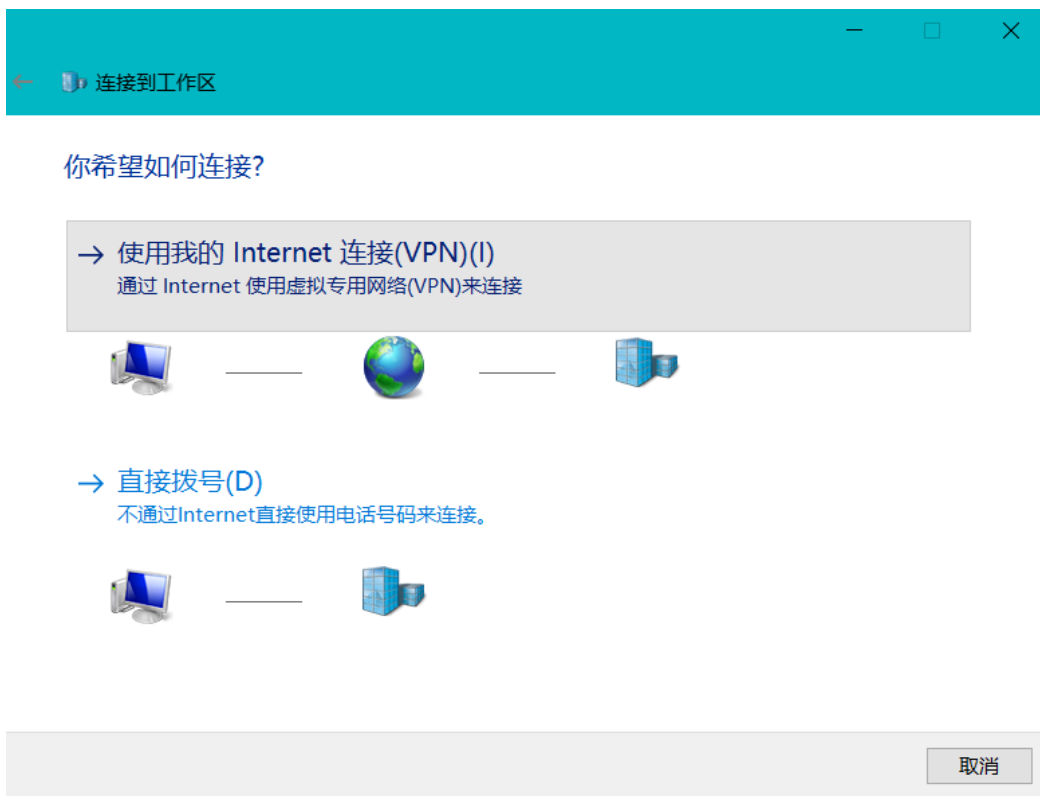 连接到工作区
你希望如何连接?
使用我的 Internet 连接(VPN)(I)
通过 Internet 使用虚拟专用网络(VPN)来连接
直接拨号(D)
不通过Internet直接使用电话号码来连接。
取消